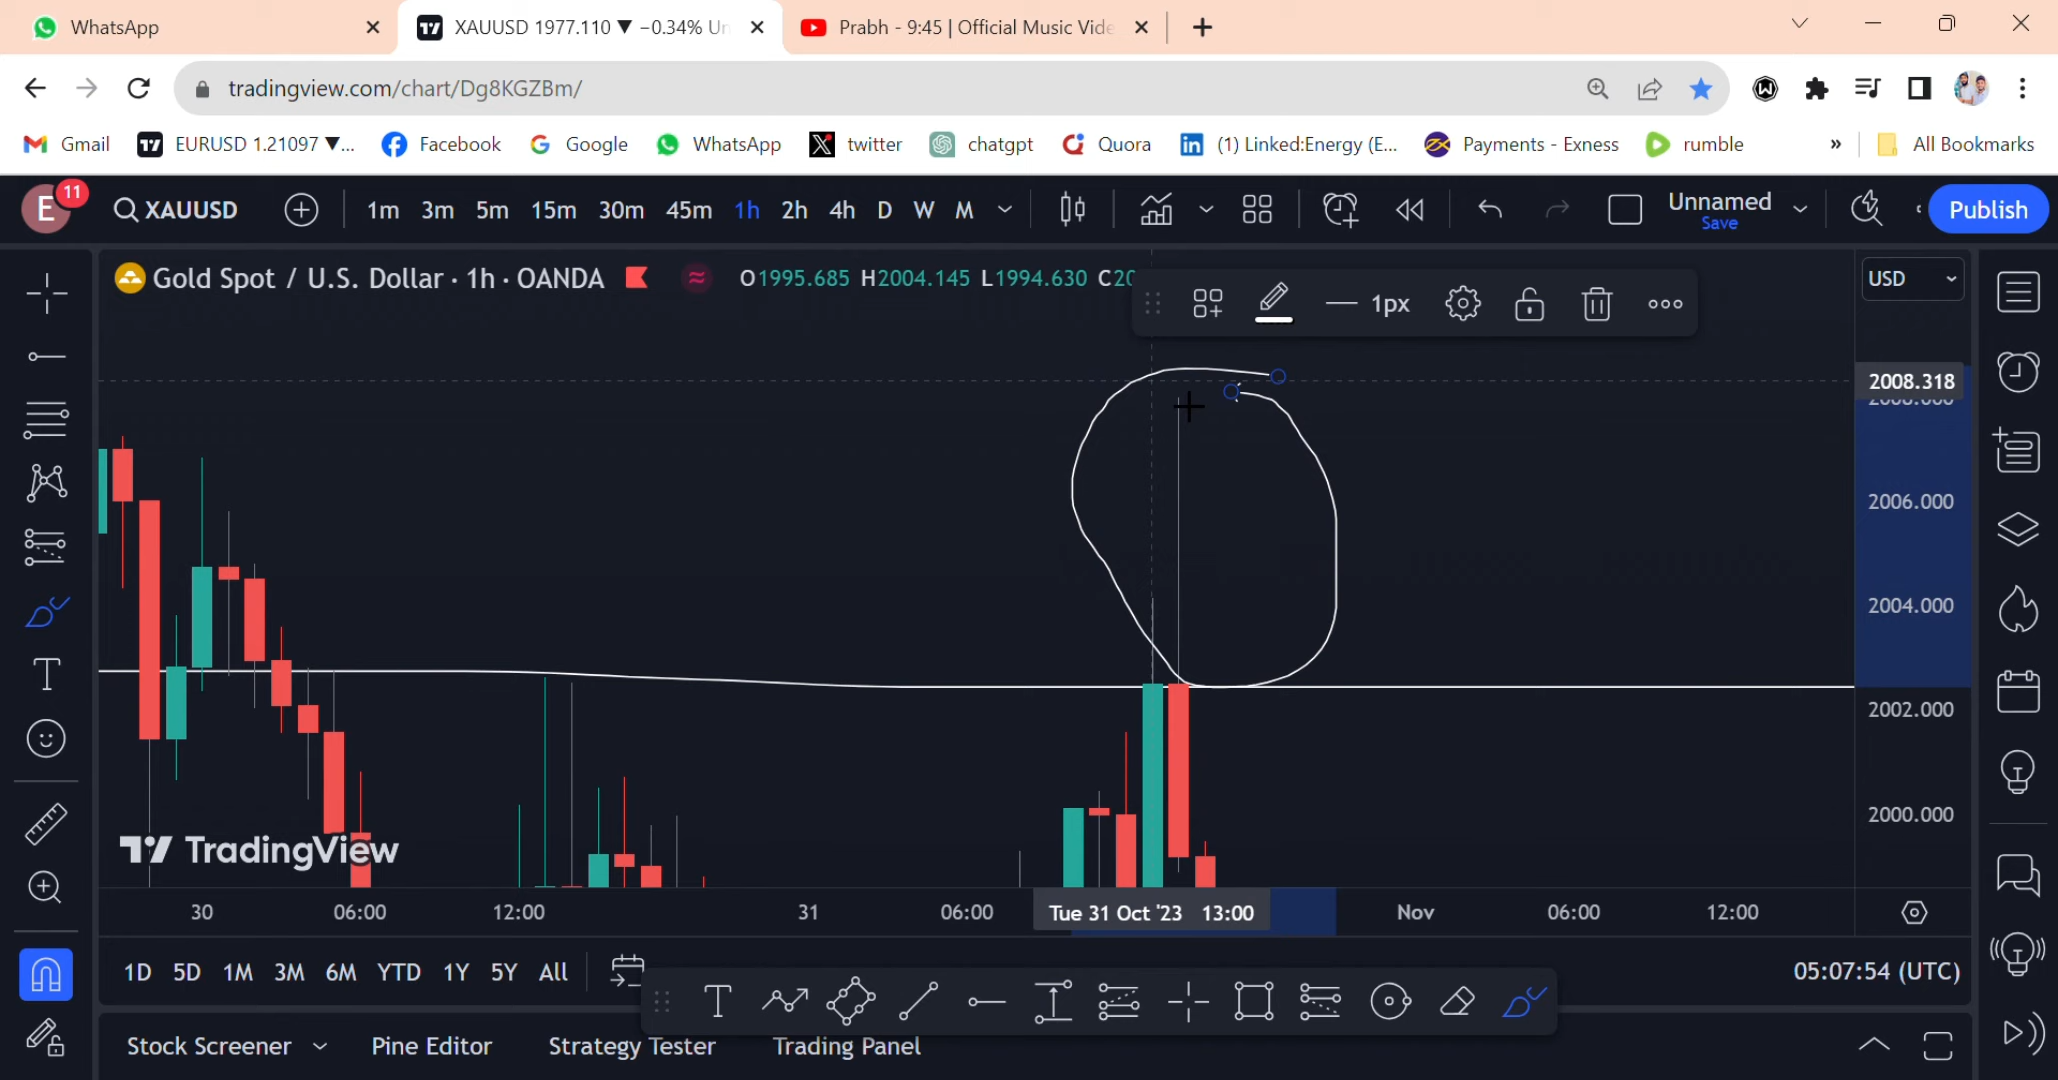 WhatsApp
XAUUSD 1977.110 ▼ −0.34% Un
Prabh - 9:45 | Official Music Vide
tradingview.com/chart/Dg8KGZBm/
Gmail
EURUSD 1.21097 ▼...
Facebook
Google
WhatsApp
twitter
chatgpt
Quora
(1) Linked:Energy (E...
Payments - Exness
rumble
»
All Bookmarks
E
11
XAUUSD
1m 3m 5m 15m 30m 45m 1h 2h 4h D W M
Unnamed
Save
Publish
Gold Spot / U.S. Dollar · 1h · OANDA
O1995.685 H2004.145 L1994.630 C20
1px
USD
2008.318
2006.000
2004.000
2002.000
2000.000
TradingView
30 06:00 12:00 31 06:00
Tue 31 Oct '23 13:00
Nov 06:00 12:00
1D 5D 1M 3M 6M YTD 1Y 5Y All
05:07:54 (UTC)
Stock Screener
Pine Editor
Strategy Tester
Trading Panel